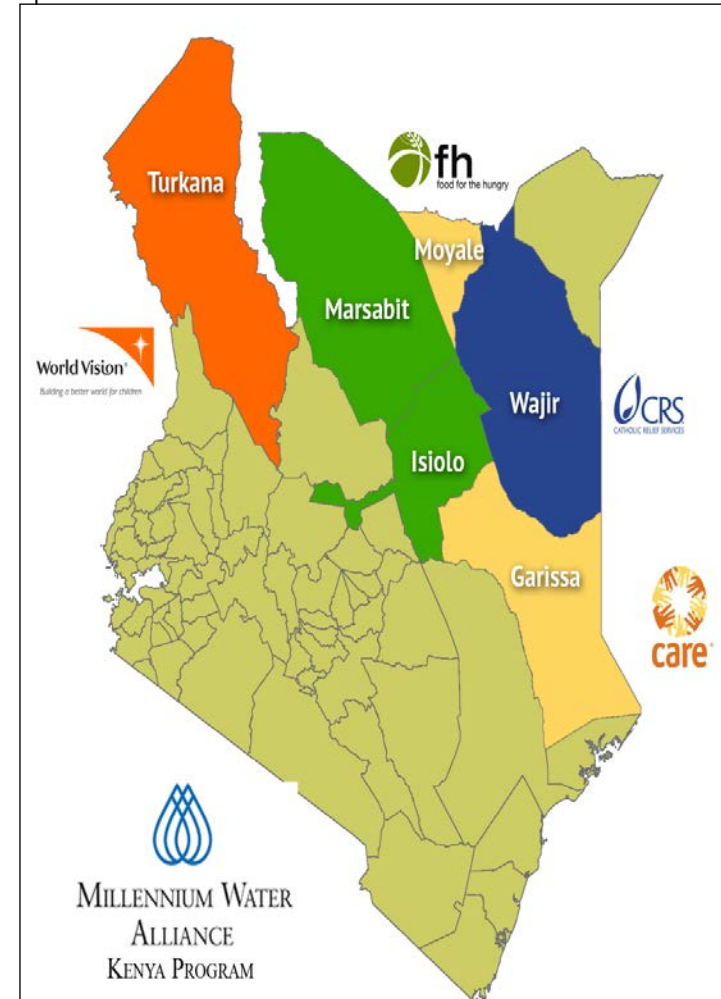 fh
food for the hungry
Turkana
Moyale
Marsabit
World Vision®
Building a better world for children
Wajir
CRS
CATHOLIC RELIEF SERVICES
Isiolo
Garissa
care®
MILLENNIUM WATER
ALLIANCE
KENYA PROGRAM